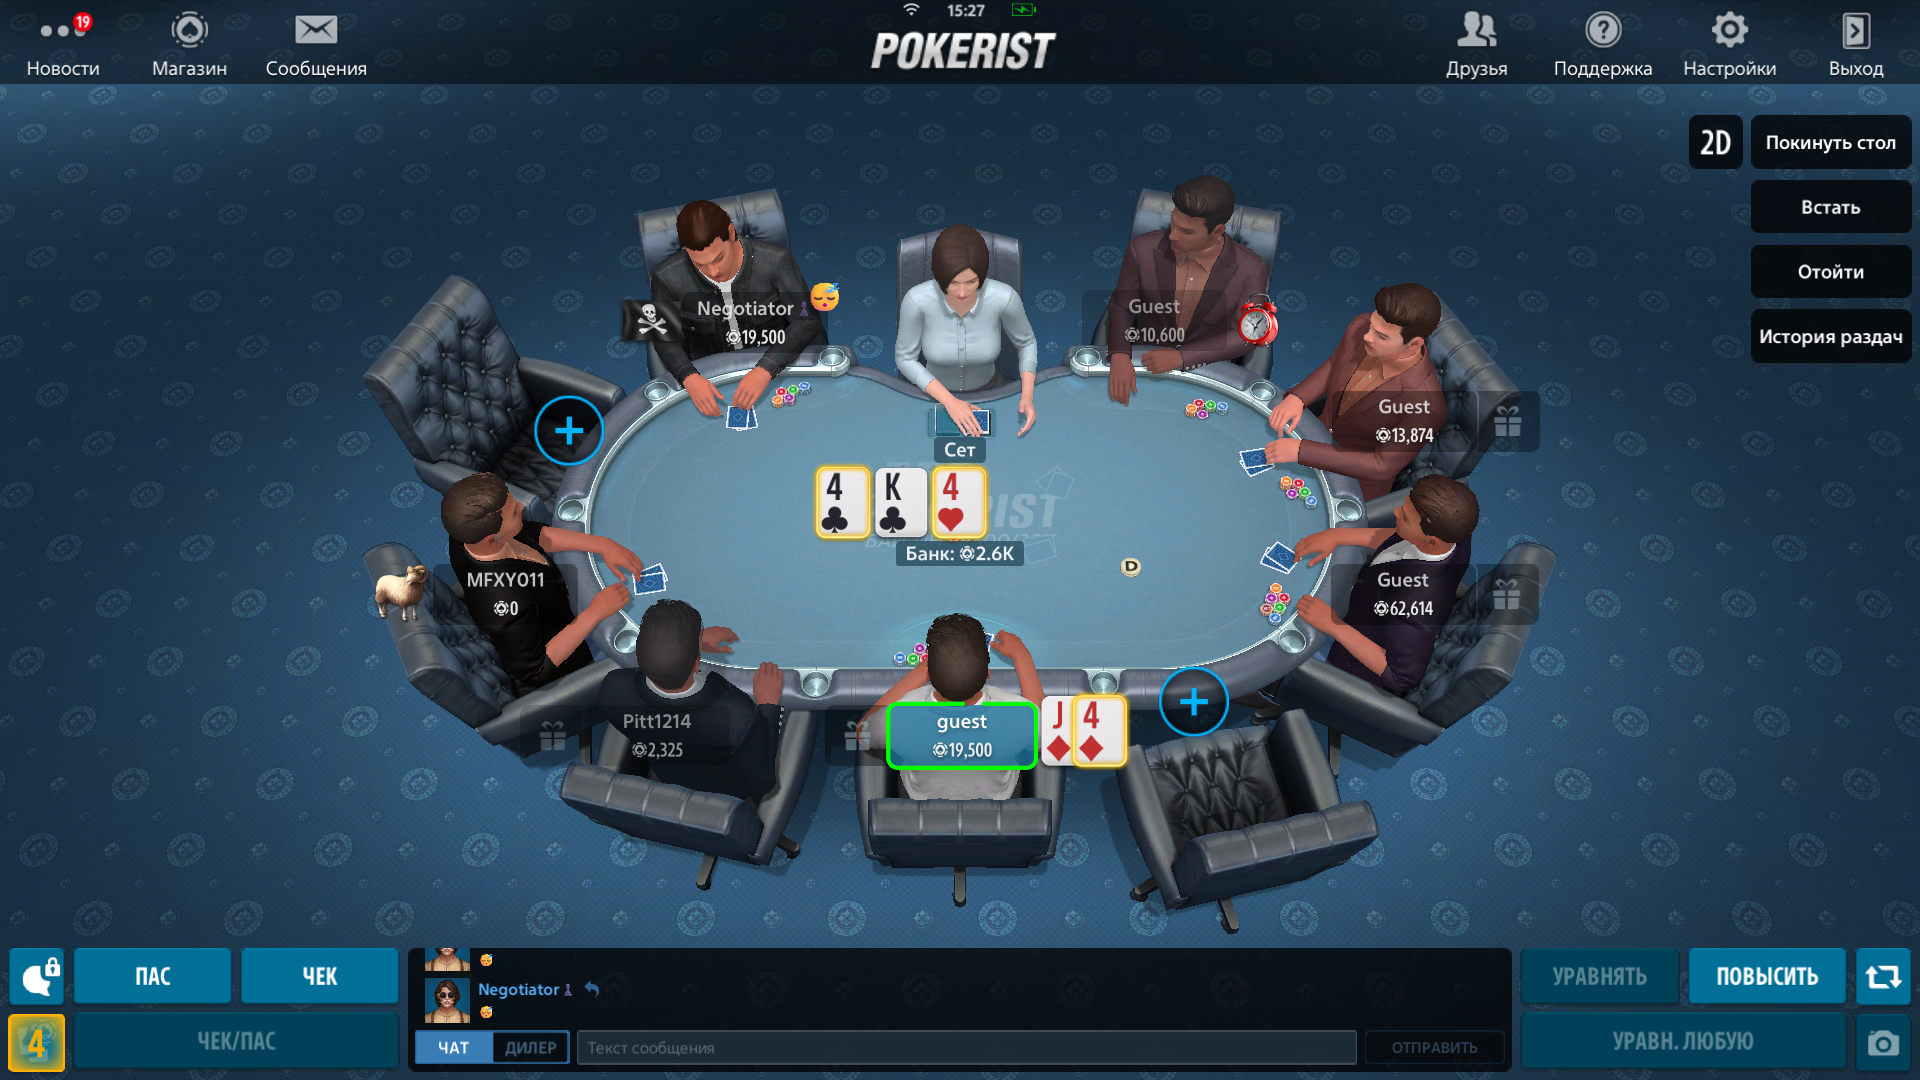 19
15:27
POKERIST
Новости
Магазин
Сообщения
Друзья
Поддержка
Настройки
Выход
2D
Покинуть стол
Встать
Отойти
История раздач
Negotiator
19,500
Guest
10,600
Guest
13,874
Сет
4
K
4
Банк: 2.6K
D
MFXYO11
0
Guest
62,614
Pitt1214
2,325
guest
19,500
J
4
ПАС
ЧЕК
ЧЕК/ПАС
4
Negotiator
ЧАТ
ДИЛЕР
Текст сообщения
ОТПРАВИТЬ
УРАВНЯТЬ
ПОВЫСИТЬ
УРАВН. ЛЮБУЮ